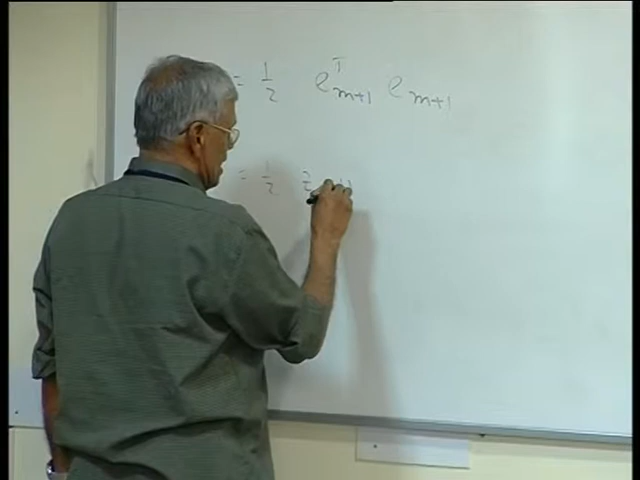 = 1/2 e^T_{m+1} e_{m+1}
= 1/2